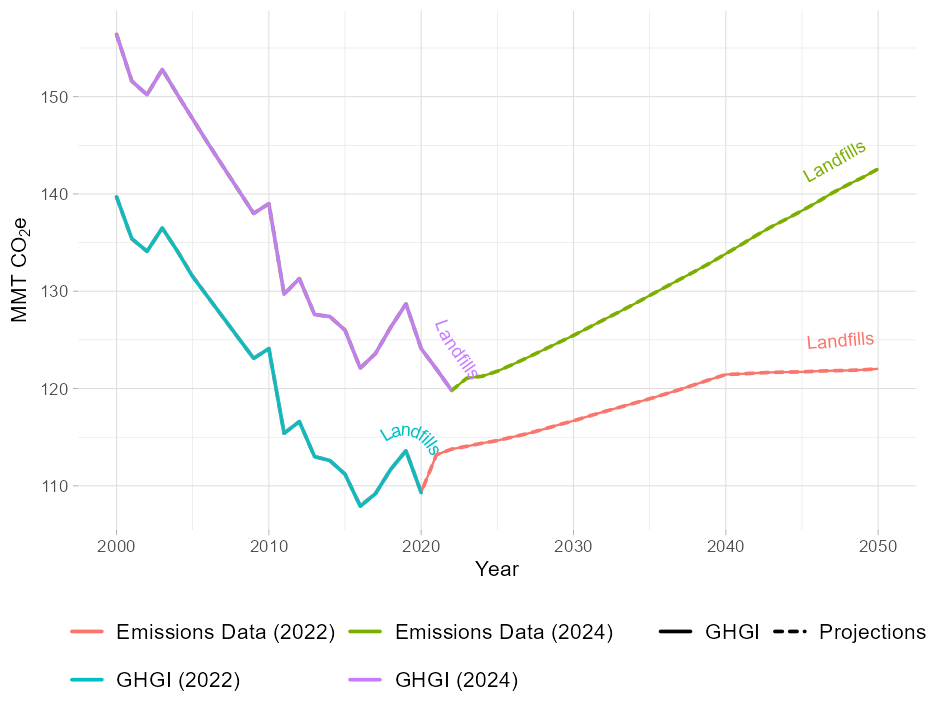 150
140
130
120
110
MMT CO₂e
Landfills
Landfills
Landfills
Landfills
2000 2010 2020 2030 2040 2050
Year
Emissions Data (2022) Emissions Data (2024) GHGI Projections
GHGI (2022) GHGI (2024)